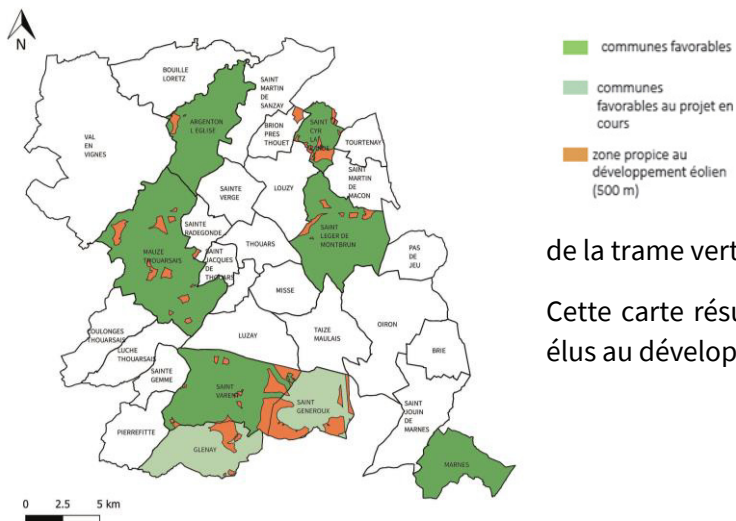 N
BOUILLE
LORETZ
SAINT
MARTIN
DE
SANZAY
ARGENTON
L EGLISE
BRION
PRES
THOUET
SAINT
CYR
LA
TOURTENAY
VAL
EN
VIGNES
SAINT
MARTIN
DE
MACON
SAINTE
VERGE
LOUZY
SAINTE
RADEGONDE
SAINT
LEGER DE
MONTBRUN
MAUZE
THOUARSAIS
SAINT
JACQUES
DE
THOUARS
THOUARS
PAS
DE
JEU
MISSE
COULONGES
THOUARSAIS
LUZAY
TAIZE
MAULAIS
OIRON
LUCHE
THOUARSAIS
BRIE
SAINTE
GEMME
SAINT
VARENT
SAINT
GENEROUX
SAINT
JOUIN
DE
MARNES
PIERREFITTE
GLENAY
MARNES
0 2.5 5 km
communes favorables
communes
favorables au projet en
cours
zone propice au
développement éolien
(500 m)
de la trame vert
Cette carte résu
élus au dévelop